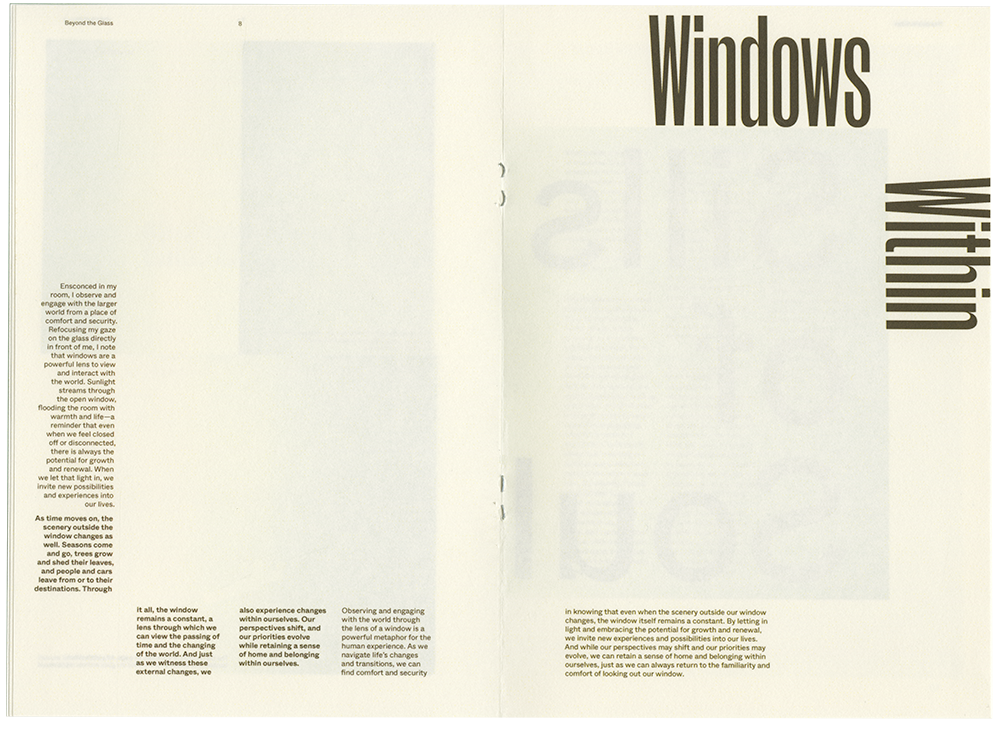 Beyond the Glass
8
Windows
Within
Ensconced in my
room, I observe and
engage with the larger
world from a place of
comfort and security.
Refocusing my gaze
on the glass directly
in front of me, I note
that windows are a
powerful lens to view
and interact with
the world. Sunlight
streams through
the open window,
flooding the room with
warmth and life—a
reminder that even
when we feel closed
off or disconnected,
there is always the
potential for growth
and renewal. When
we let that light in, we
invite new possibilities
and experiences into
our lives.
As time moves on, the
scenery outside the
window changes as
well. Seasons come
and go, trees grow
and shed their leaves,
and people and cars
leave from or to their
destinations. Through
it all, the window
remains a constant, a
lens through which we
can view the passing of
time and the changing
of the world. And just
as we witness these
external changes, we
also experience changes
within ourselves. Our
perspectives shift, and
our priorities evolve
while retaining a sense
of home and belonging
within ourselves.
Observing and engaging
with the world through
the lens of a window is a
powerful metaphor for the
human experience. As we
navigate life's changes
and transitions, we can
find comfort and security
in knowing that even when the scenery outside our window
changes, the window itself remains a constant. By letting in
light and embracing the potential for growth and renewal,
we invite new experiences and possibilities into our lives.
And while our perspectives may shift and our priorities may
evolve, we can retain a sense of home and belonging within
ourselves, just as we can always return to the familiarity and
comfort of looking out our window.